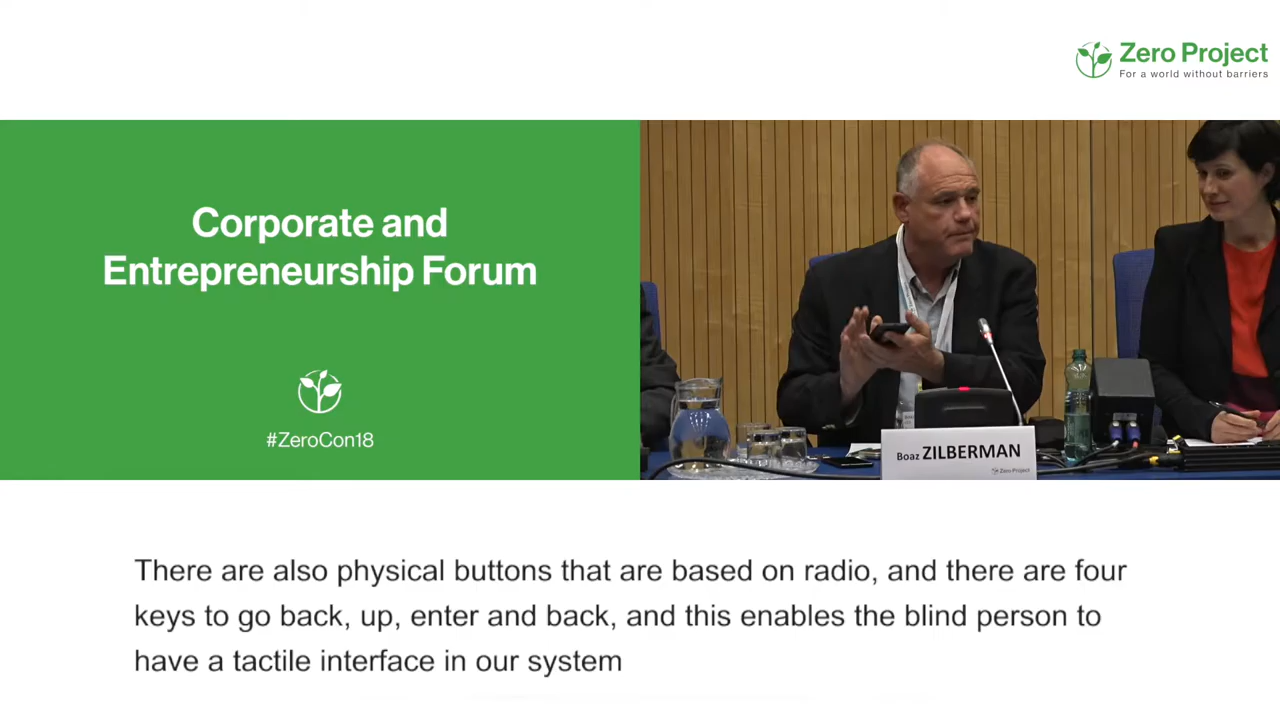 Zero Project
For a world without barriers
Corporate and
Entrepreneurship Forum
#ZeroCon18
Boaz ZILBERMAN
Zero Project
There are also physical buttons that are based on radio, and there are four
keys to go back, up, enter and back, and this enables the blind person to
have a tactile interface in our system